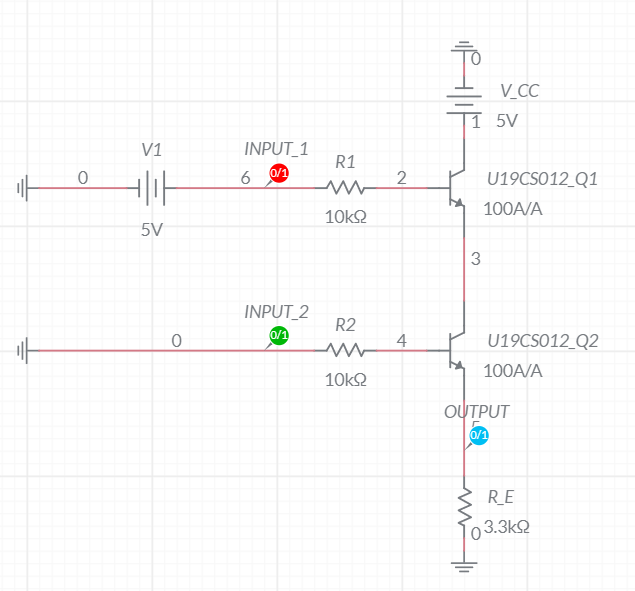 0
V_CC
1
5V
V1
INPUT_1
0
6
0/1
R1
2
U19CS012_Q1
10kΩ
100A/A
5V
3
INPUT_2
0
0/1
R2
4
U19CS012_Q2
10kΩ
100A/A
OUTPUT
0/1
R_E
0
3.3kΩ